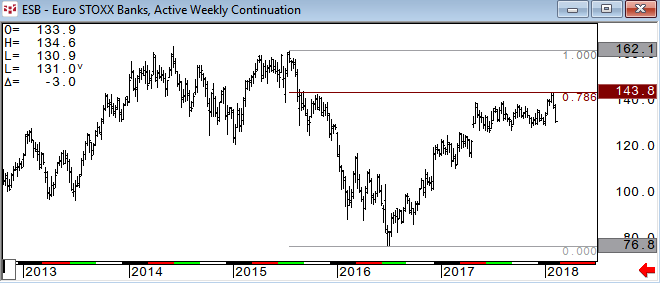 ESB - Euro STOXX Banks, Active Weekly Continuation
O= 133.9
H= 134.6
L= 130.9
L= 131.0v
Δ= -3.0
1.000
162.1
143.8
0.786
140.0
120.0
100.0
80.0
76.8
0.000
2013 2014 2015 2016 2017 2018